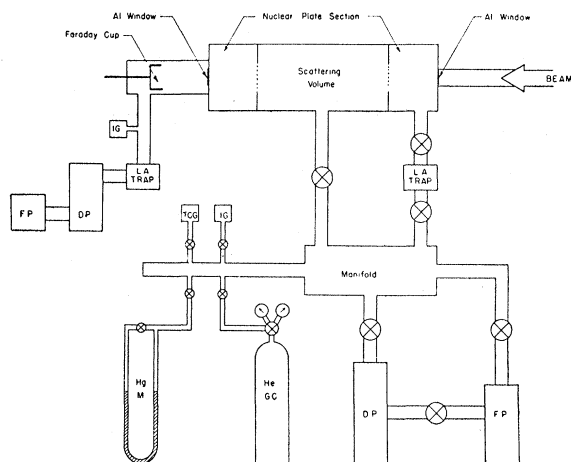 Al Window
Nuclear Plate Section
Al Window
Faraday Cup
Scattering
Volume
BEAM
IG
LA
TRAP
LA
TRAP
FP
DP
TCG
IG
Manifold
Hg
M
He
GC
DP
FP